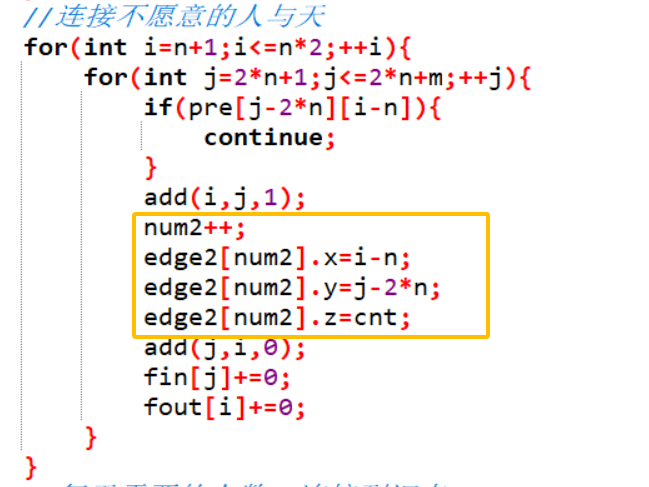 //连接不愿意的人与天
for(int i=n+1;i<=n*2;++i){
for(int j=2*n+1;j<=2*n+m;++j){
if(pre[j-2*n][i-n]){
continue;
}
add(i,j,1);
num2++;
edge2[num2].x=i-n;
edge2[num2].y=j-2*n;
edge2[num2].z=cnt;
add(j,i,0);
fin[j]+=0;
fout[i]+=0;
}
}